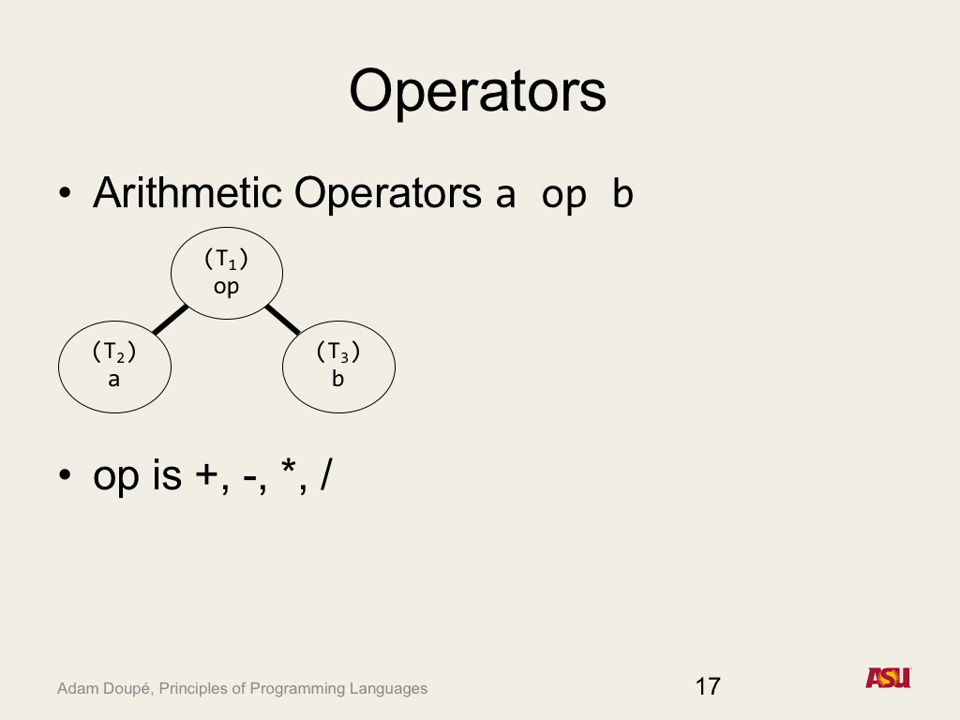 Operators
• Arithmetic Operators a op b
(T₁)
op
(T₂)
a
(T₃)
b
• op is +, -, *, /
Adam Doupé, Principles of Programming Languages
17
ASU